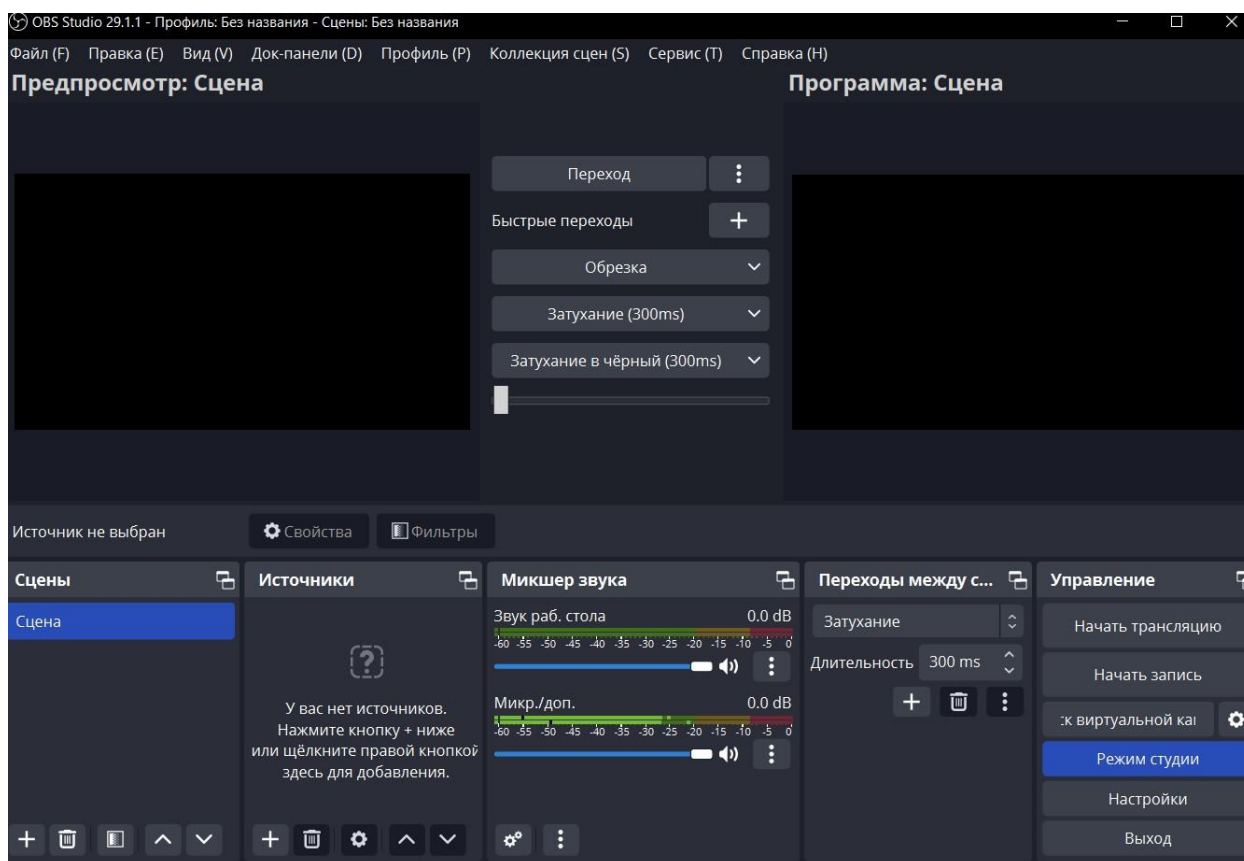 OBS Studio 29.1.1 - Профиль: Без названия - Сцены: Без названия
Файл (F) Правка (E) Вид (V) Док-панели (D) Профиль (P) Коллекция сцен (S) Сервис (T) Справка (H)
Предпросмотр: Сцена
Программа: Сцена
Переход
Быстрые переходы
Обрезка
Затухание (300ms)
Затухание в чёрный (300ms)
Источник не выбран
Свойства
Фильтры
Сцены
Сцена
Источники
У вас нет источников.
Нажмите кнопку + ниже
или щёлкните правой кнопкой
здесь для добавления.
Микшер звука
Звук раб. стола 0.0 dB
-60 -55 -50 -45 -40 -35 -30 -25 -20 -15 -10 -5 0
Микр./доп. 0.0 dB
-60 -55 -50 -45 -40 -35 -30 -25 -20 -15 -10 -5 0
Переходы между с...
Затухание
Длительность 300 ms
Управление
Начать трансляцию
Начать запись
виртуальной
Режим студии
Настройки
Выход